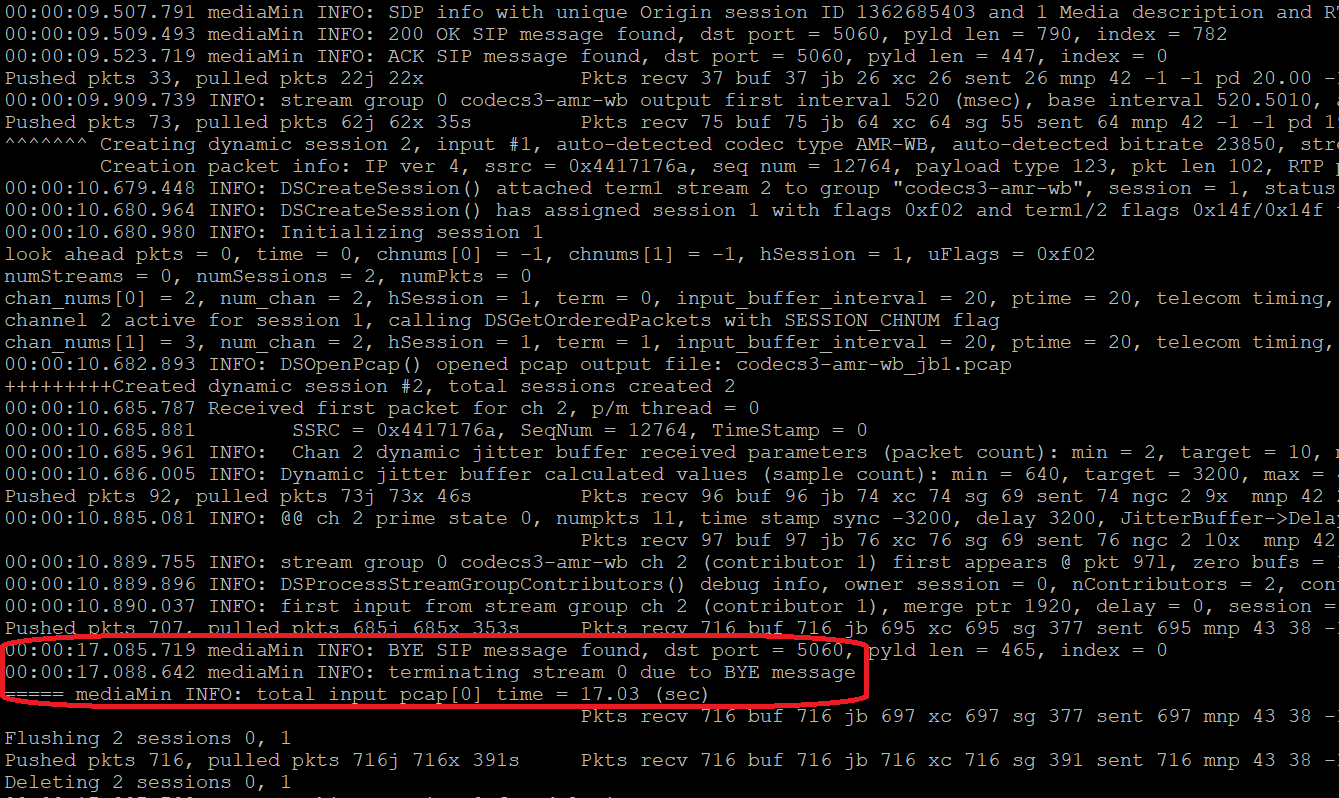 00:00:09.507.791 mediaMin INFO: SDP info with unique Origin session ID 1362685403 and 1 Media description and
00:00:09.509.493 mediaMin INFO: 200 OK SIP message found, dst port = 5060, pyld len = 790, index = 782
00:00:09.523.719 mediaMin INFO: ACK SIP message found, dst port = 5060, pyld len = 447, index = 0
Pushed pkts 33, pulled pkts 22j 22x Pkts recv 37 buf 37 jb 26 xc 26 sent 26 mnp 42 -1 -1 pd 20.00 -
00:00:09.909.739 INFO: stream group 0 codecs3-amr-wb output first interval 520 (msec), base interval 520.5010,
Pushed pkts 73, pulled pkts 62j 62x 35s Pkts recv 75 buf 75 jb 64 xc 64 sg 55 sent 64 mnp 42 -1 -1 pd 1
^^^^^^^ Creating dynamic session 2, input #1, auto-detected codec type AMR-WB, auto-detected bitrate 23850, stre
Creation packet info: IP ver 4, ssrc = 0x4417176a, seq num = 12764, payload type 123, pkt len 102, RTP
00:00:10.679.448 INFO: DSCreateSession() attached term1 stream 2 to group "codecs3-amr-wb", session = 1, status
00:00:10.680.964 INFO: DSCreateSession() has assigned session 1 with flags 0xf02 and term1/2 flags 0x14f/0x14f
00:00:10.680.980 INFO: Initializing session 1
look ahead pkts = 0, time = 0, chnums[0] = -1, chnums[1] = -1, hSession = 1, uFlags = 0xf02
numStreams = 0, numSessions = 2, numPkts = 0
chan_nums[0] = 2, num_chan = 2, hSession = 1, term = 0, input_buffer_interval = 20, ptime = 20, telecom timing,
channel 2 active for session 1, calling DSGetOrderedPackets with SESSION_CHNUM flag
chan_nums[1] = 3, num_chan = 2, hSession = 1, term = 1, input_buffer_interval = 20, ptime = 20, telecom timing,
00:00:10.682.893 INFO: DSOpenPcap() opened pcap output file: codecs3-amr-wb_jb1.pcap
+++++++++Created dynamic session #2, total sessions created 2
00:00:10.685.787 Received first packet for ch 2, p/m thread = 0
00:00:10.685.881 SSRC = 0x4417176a, SeqNum = 12764, TimeStamp = 0
00:00:10.685.961 INFO:  Chan 2 dynamic jitter buffer received parameters (packet count): min = 2, target = 10,
00:00:10.686.005 INFO: Dynamic jitter buffer calculated values (sample count): min = 640, target = 3200, max =
Pushed pkts 92, pulled pkts 73j 73x 46s Pkts recv 96 buf 96 jb 74 xc 74 sg 69 sent 74 ngc 2 9x  mnp 42
00:00:10.885.081 INFO: @@ ch 2 prime state 0, numpkts 11, time stamp sync -3200, delay 3200, JitterBuffer->Dela
Pkts recv 97 buf 97 jb 76 xc 76 sg 69 sent 76 ngc 2 10x  mnp 42
00:00:10.889.755 INFO: stream group 0 codecs3-amr-wb ch 2 (contributor 1) first appears @ pkt 97l, zero bufs =
00:00:10.889.896 INFO: DSProcessStreamGroupContributors() debug info, owner session = 0, nContributors = 2, con
00:00:10.890.037 INFO: first input from stream group ch 2 (contributor 1), merge ptr 1920, delay = 0, session =
Pushed pkts 707, pulled pkts 685j 685x 353s Pkts recv 716 buf 716 jb 695 xc 695 sg 377 sent 695 mnp 43 38 -
00:00:17.085.719 mediaMin INFO: BYE SIP message found, dst port = 5060, pyld len = 465, index = 0
00:00:17.088.642 mediaMin INFO: terminating stream 0 due to BYE message
===== mediaMin INFO: total input pcap[0] time = 17.03 (sec)
Pkts recv 716 buf 716 jb 697 xc 697 sg 377 sent 697 mnp 43 38 -
Flushing 2 sessions 0, 1
Pushed pkts 716, pulled pkts 716j 716x 391s Pkts recv 716 buf 716 jb 716 xc 716 sg 391 sent 716 mnp 43 38 -
Deleting 2 sessions 0, 1